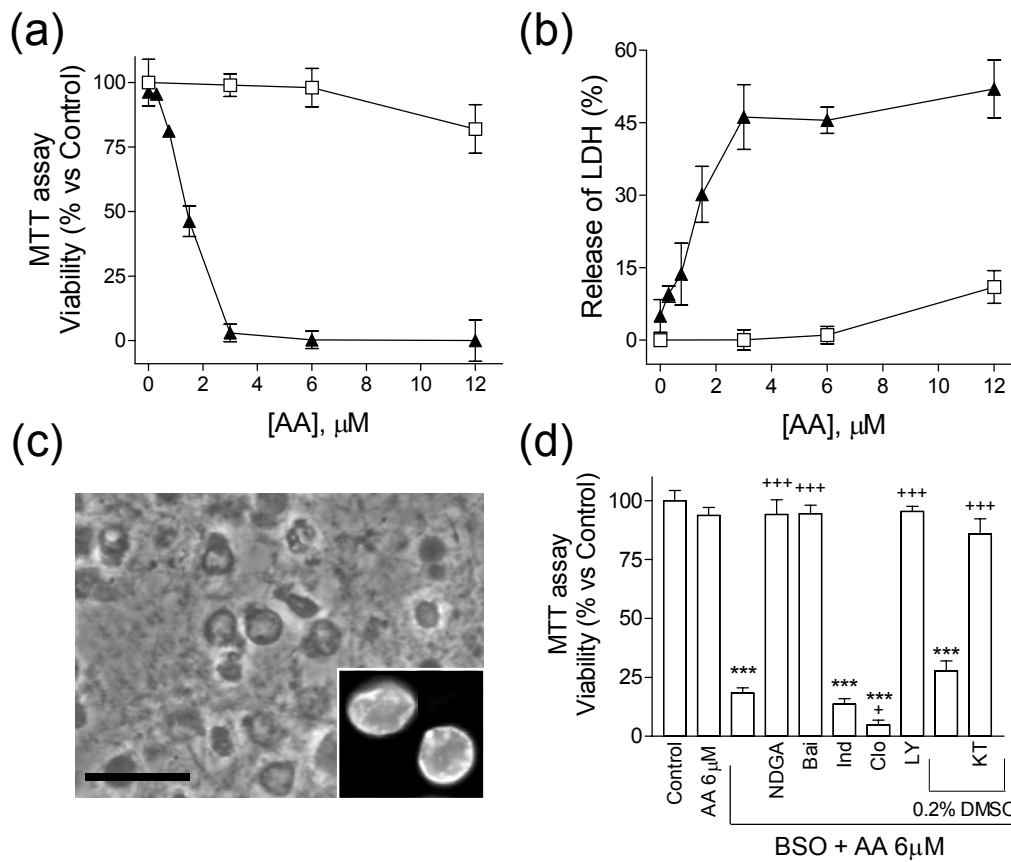 (a)
MTT assay
Viability (% vs Control)
100
75
50
25
0
0 2 4 6 8 10 12
[AA], μM
(b)
Release of LDH (%)
60
45
30
15
0
0 2 4 6 8 10 12
[AA], μM
(c)
(d)
MTT assay
Viability (% vs Control)
100
75
50
25
0
+++ +++ +++ +++
*** *** *** ***
+
Control
AA 6μM
NDGA
Bai
Ind
Clo
LY
KT
0.2% DMSO
BSO + AA 6μM